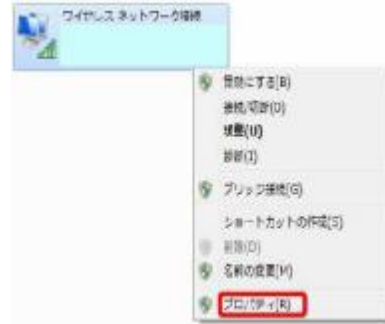 ワイヤレス ネットワーク接続
無効にする(B)
接続/切断(O)
状態(U)
診断(I)
ブリッジ接続(G)
ショートカットの作成(S)
削除(D)
名前の変更(M)
プロパティ(R)